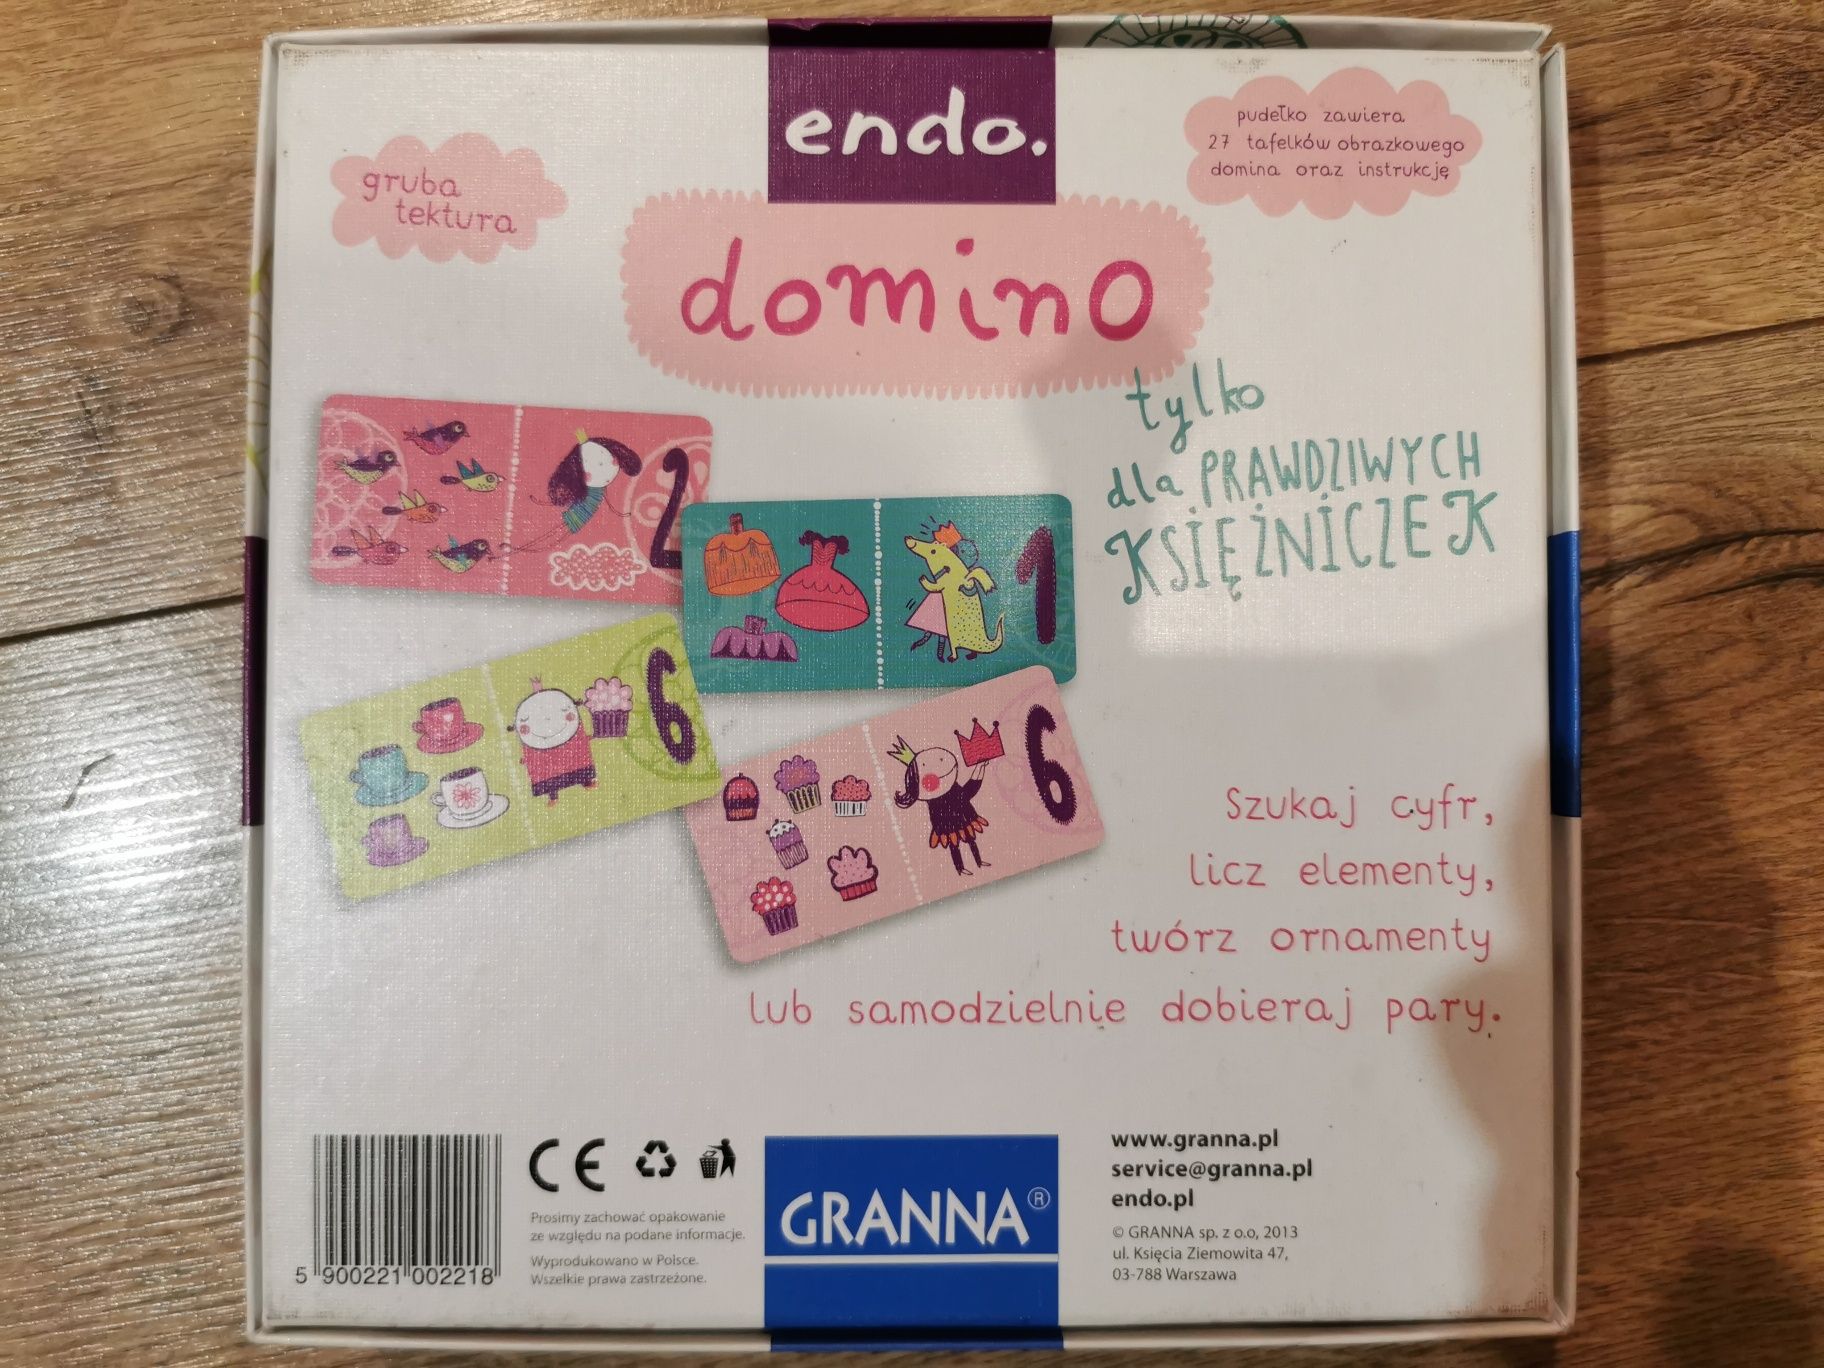 endo.
pudełko zawiera
27 tafelków obrazkowego
domina oraz instrukcję
gruba
tektura
domino
tylko
dla PRAWDZIWYCH
KSIĘŻNICZEK
2
1
6
6
Szukaj cyfr,
licz elementy,
twórz ornamenty
lub samodzielnie dobieraj pary.
CE
Prosimy zachować opakowanie
ze względu na podane informacje.
Wyprodukowano w Polsce.
Wszelkie prawa zastrzeżone.
5 900221 002218
GRANNA®
www.granna.pl
service@granna.pl
endo.pl
© GRANNA sp. z o.o, 2013
ul. Księcia Ziemowita 47,
03-788 Warszawa